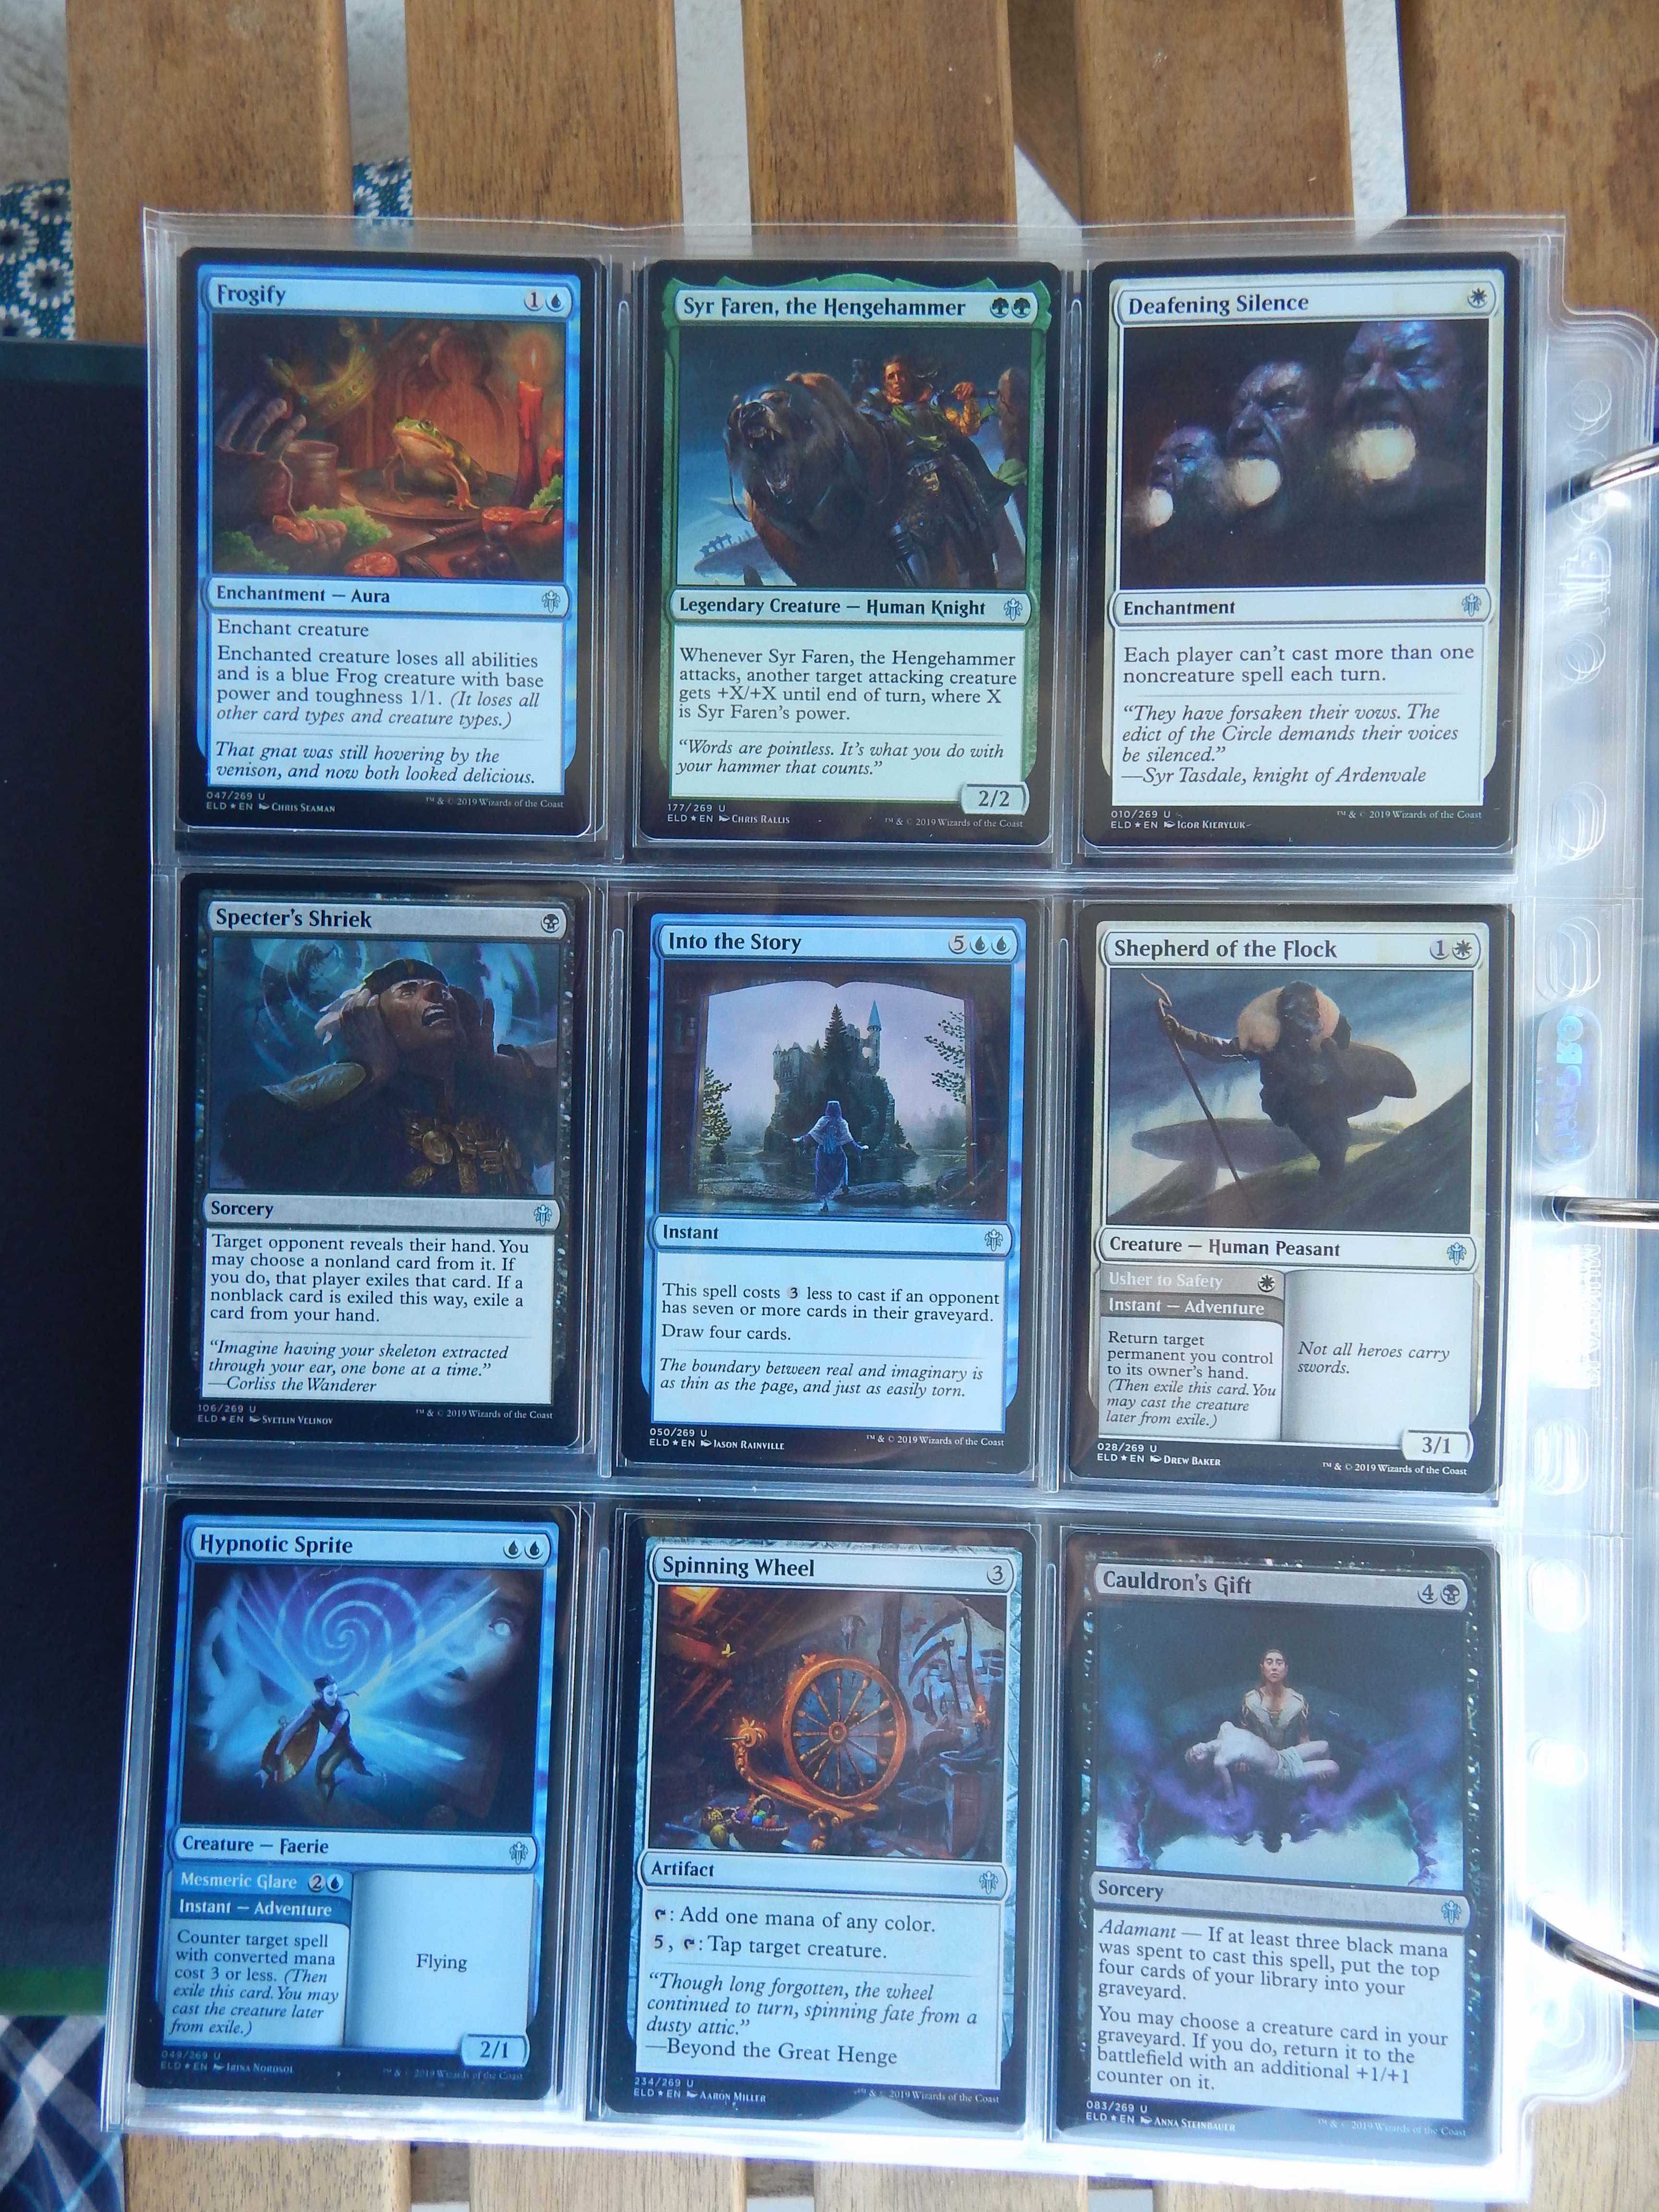 Frogify
1
Enchantment — Aura
Enchant creature
Enchanted creature loses all abilities
and is a blue Frog creature with base
power and toughness 1/1. (It loses all
other card types and creature types.)
That gnat was still hovering by the
venison, and now both looked delicious.
047/269 U
ELD ★ EN CHRIS SEAMAN
™ & © 2019 Wizards of the Coast
Syr Faren, the Hengehammer
Legendary Creature — Human Knight
Whenever Syr Faren, the Hengehammer
attacks, another target attacking creature
gets +X/+X until end of turn, where X
is Syr Faren's power.
"Words are pointless. It's what you do with
your hammer that counts."
2/2
177/269 U
ELD ★ EN CHRIS RALLIS
™ & © 2019 Wizards of the Coast
Deafening Silence
Enchantment
Each player can't cast more than one
noncreature spell each turn.
"They have forsaken their vows. The
edict of the Circle demands their voices
be silenced."
—Syr Tasdale, knight of Ardenvale
010/269 U
ELD ★ EN IGOR KIERYLUK
™ & © 2019 Wizards of the Coast
Specter's Shriek
Sorcery
Target opponent reveals their hand. You
may choose a nonland card from it. If
you do, that player exiles that card. If a
nonblack card is exiled this way, exile a
card from your hand.
"Imagine having your skeleton extracted
through your ear, one bone at a time."
—Corliss the Wanderer
106/269 U
ELD ★ EN SVETLIN VELINOV
™ & © 2019 Wizards of the Coast
Into the Story
5
Instant
This spell costs 3 less to cast if an opponent
has seven or more cards in their graveyard.
Draw four cards.
The boundary between real and imaginary is
as thin as the page, and just as easily torn.
050/269 U
ELD ★ EN JASON RAINVILLE
™ & © 2019 Wizards of the Coast
Shepherd of the Flock
1
Creature — Human Peasant
Usher to Safety
Instant — Adventure
Return target
permanent you control
to its owner's hand.
(Then exile this card. You
may cast the creature
later from exile.)
Not all heroes carry
swords.
3/1
028/269 U
ELD ★ EN DREW BAKER
™ & © 2019 Wizards of the Coast
Hypnotic Sprite
Creature — Faerie
Mesmeric Glare 2
Instant — Adventure
Counter target spell
with converted mana
cost 3 or less. (Then
exile this card. You may
cast the creature later
from exile.)
Flying
2/1
049/269 U
ELD ★ EN IRINA NORDSOL
™ & © 2019 Wizards of the Coast
Spinning Wheel
3
Artifact
: Add one mana of any color.
5, : Tap target creature.
"Though long forgotten, the wheel
continued to turn, spinning fate from a
dusty attic."
—Beyond the Great Henge
234/269 U
ELD ★ EN AARON MILLER
™ & © 2019 Wizards of the Coast
Cauldron's Gift
4
Sorcery
Adamant — If at least three black mana
was spent to cast this spell, put the top
four cards of your library into your
graveyard.
You may choose a creature card in your
graveyard. If you do, return it to the
battlefield with an additional +1/+1
counter on it.
083/269 U
ELD ★ EN ANNA STEINBAUER
™ & © 2019 Wizards of the Coast